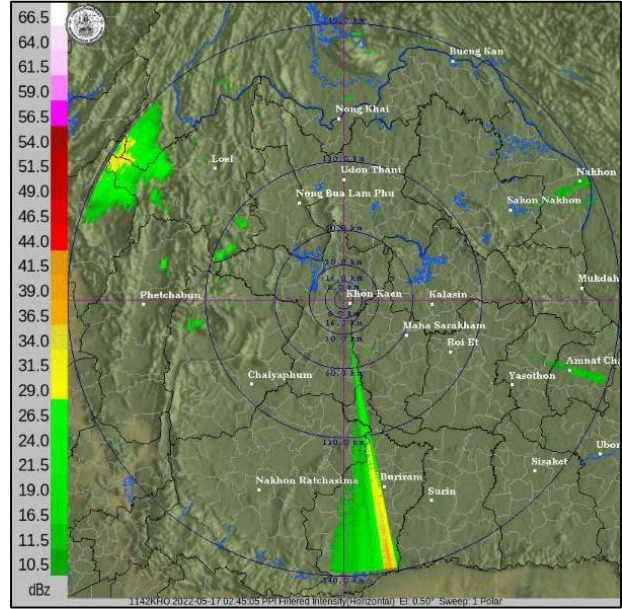 66.5
64.0
61.5
59.0
56.5
54.0
51.5
49.0
46.5
44.0
41.5
39.0
36.5
34.0
31.5
29.0
26.5
24.0
21.5
19.0
16.5
15.5
10.5
dBz
Bueng Kan
Nong Khai
Loei
Udon Thani
Nakhon
Nong Bua Lam Phu
Sakon Nakhon
Mukdah
Khon Kaen
Kalasin
Phetchabun
Maha Sarakham
Roi Et
Amnat Cha
Chaiyaphum
Yasothon
Ubon
Sisaket
Nakhon Ratchasima
Buriram
Surin
1142KHO 2022-05-17 02:45:05 PPI Filtered Intensity(Horizontal) El: 0.50° Sweep: 1 Polar